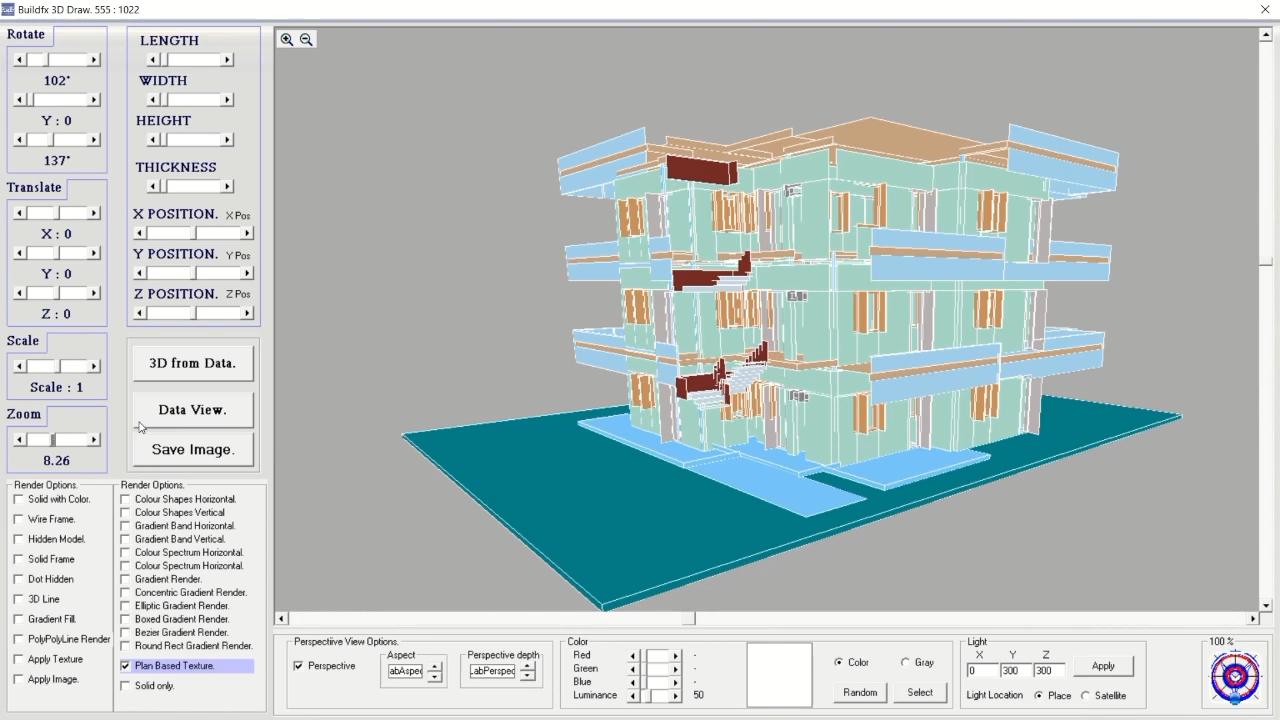 Buildfx 3D Draw. 555 : 1022
Rotate
102°
Y : 0
137°
Translate
X : 0
Y : 0
Z : 0
Scale
Scale : 1
Zoom
8.26
LENGTH
WIDTH
HEIGHT
THICKNESS
X POSITION. X Pos
Y POSITION. Y Pos
Z POSITION. Z Pos
3D from Data.
Data View.
Save Image.
Render Options.
Solid with Color.
Wire Frame.
Hidden Model.
Solid Frame
Dot Hidden
3D Line
Gradient Fill.
PolyPolyLine Render
Apply Texture
Apply Image.
Render Options.
Colour Shapes Horizontal.
Colour Shapes Vertical
Gradient Band Horizontal.
Gradient Band Vertical.
Colour Spectrum Horizontal.
Colour Spectrum Horizontal.
Gradient Render.
Concentric Gradient Render.
Elliptic Gradient Render.
Boxed Gradient Render.
Bezier Gradient Render.
Round Rect Gradient Render.
Plan Based Texture.
Solid only.
Perspective View Options.
Perspective
Aspect
abAspe
Perspective depth
abPerspec
Color
Red -
Green -
Blue -
Luminance 50
Color Gray
Random Select
Light
X Y Z
0 300 300 Apply
Light Location Place Satellite
100 %